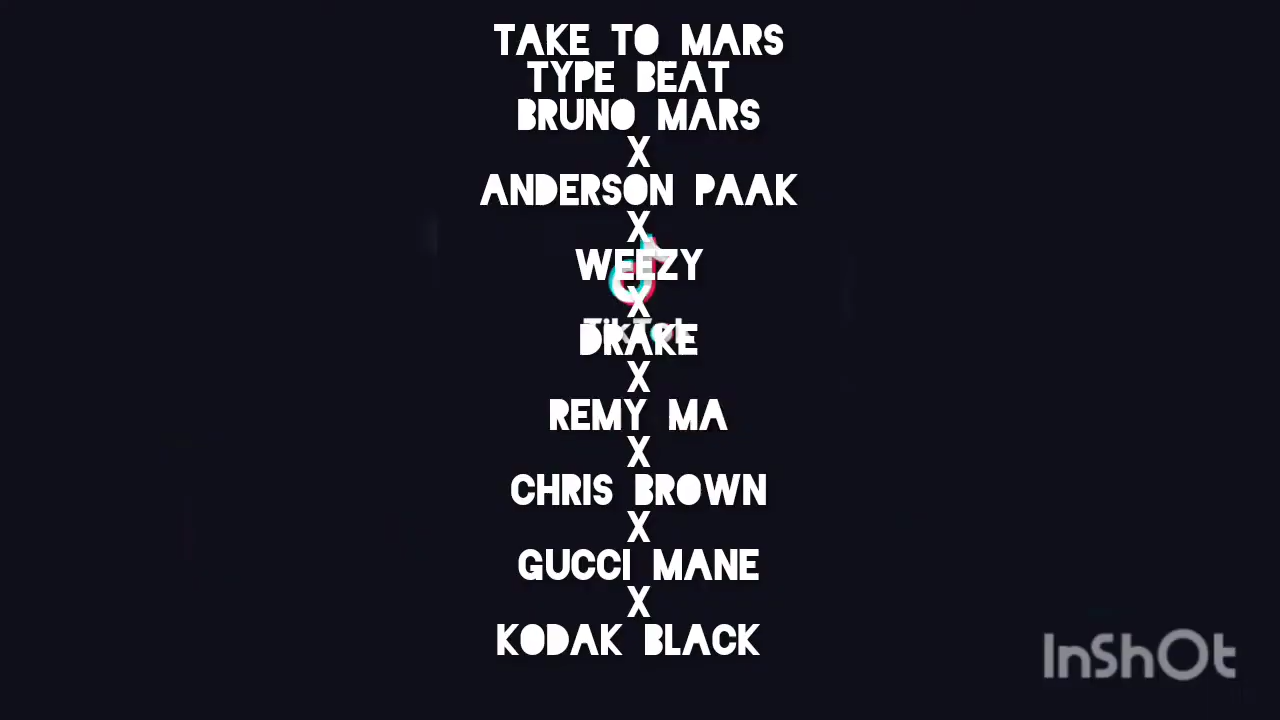 TAKE TO MARS
TYPE BEAT
BRUNO MARS
X
ANDERSON PAAK
X
WEEZY
X
TikTok
DRAKE
X
REMY MA
X
CHRIS BROWN
X
GUCCI MANE
X
KODAK BLACK
InShOt